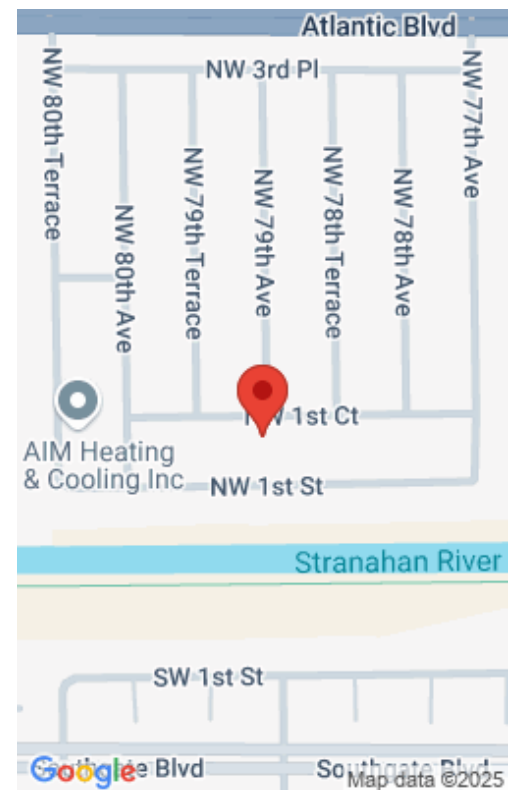 Atlantic Blvd
NW 3rd Pl
NW 80th Terrace
NW 80th Ave
NW 79th Terrace
NW 79th Ave
NW 78th Terrace
NW 78th Ave
NW 77th Ave
NW 1st Ct
AIM Heating
& Cooling Inc
NW 1st St
Stranahan River
SW 1st St
Southgate Blvd
Southgate Blvd
Google
Map data ©2025